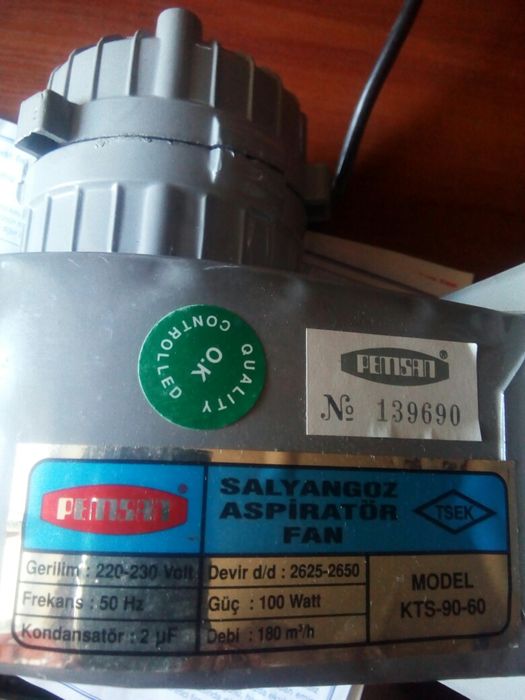 QUALITY
CONTROLLED
O.K
PEMSAN ®
№ 139690
PEMSAN ®
SALYANGOZ
ASPİRATÖR
FAN
TSEK
Gerilim : 220-230 Volt
Frekans : 50 Hz
Kondansatör : 2 µF
Devir d/d : 2625-2650
Güç : 100 Watt
Debi : 180 m³/h
MODEL
KTS-90-60